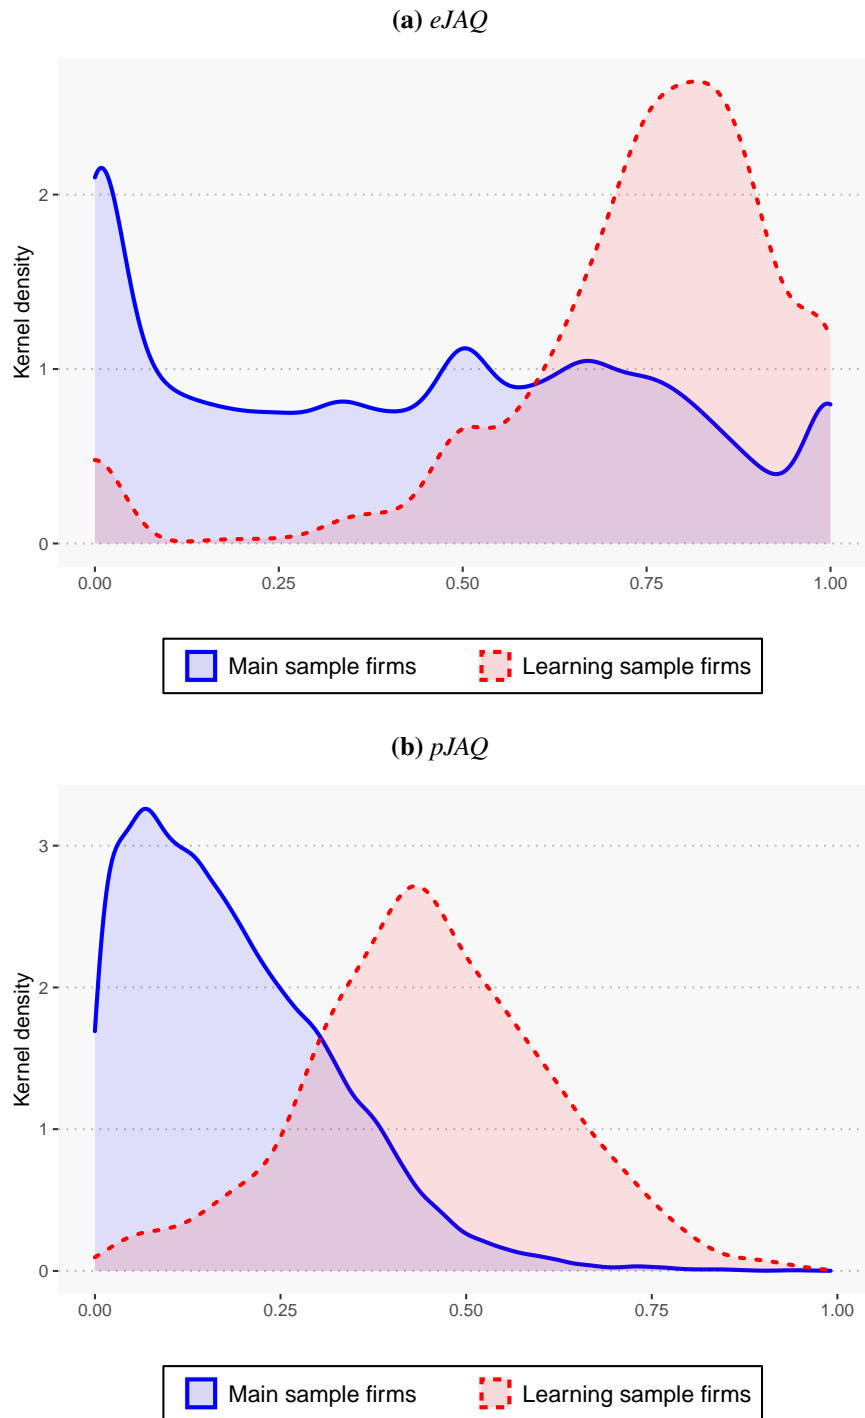 (a) eJAQ
2
1
0
Kernel density
0.00 0.25 0.50 0.75 1.00
Main sample firms Learning sample firms
(b) pJAQ
3
2
1
0
Kernel density
0.00 0.25 0.50 0.75 1.00
Main sample firms Learning sample firms